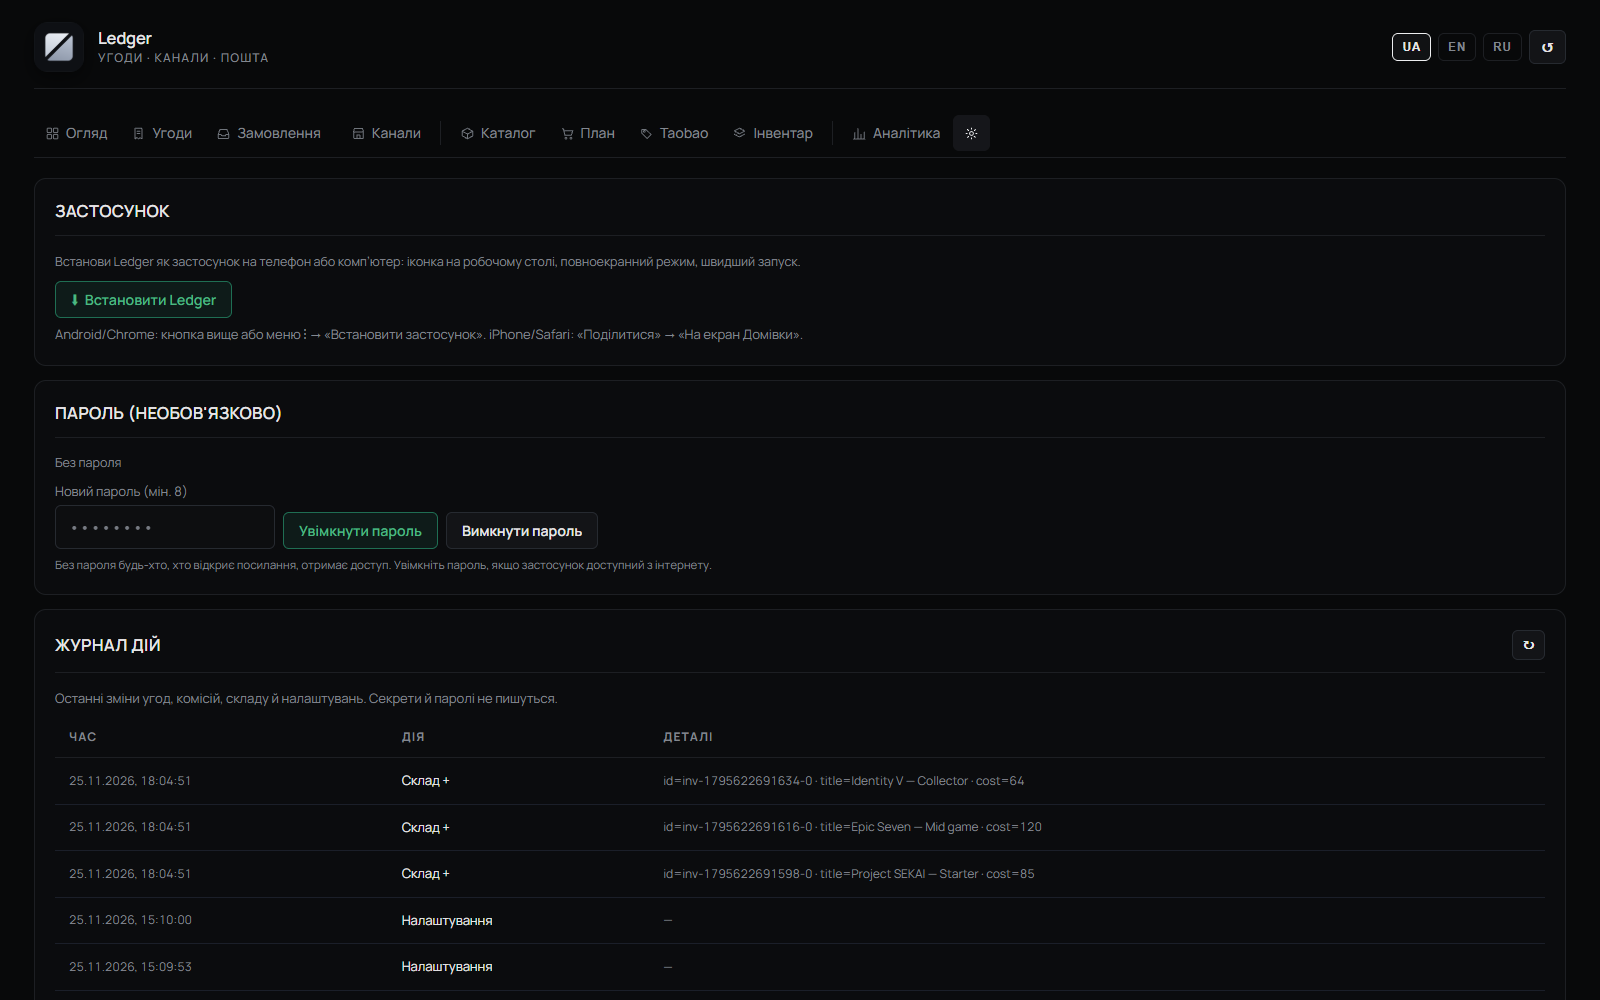 Ledger
УГОДИ · КАНАЛИ · ПОШТА
UA EN RU
Огляд Угоди Замовлення Канали Каталог План Taobao Інвентар Аналітика
ЗАСТОСУНОК
Встанови Ledger як застосунок на телефон або комп'ютер: іконка на робочому столі, повноекранний режим, швидший запуск.
⬇ Встановити Ledger
Android/Chrome: кнопка вище або меню ⋮ → «Встановити застосунок». iPhone/Safari: «Поділитися» → «На екран Домівки».
ПАРОЛЬ (НЕОБОВ'ЯЗКОВО)
Без пароля
Новий пароль (мін. 8)
••••••••
Увімкнути пароль Вимкнути пароль
Без пароля будь-хто, хто відкриє посилання, отримає доступ. Увімкніть пароль, якщо застосунок доступний з інтернету.
ЖУРНАЛ ДІЙ
Останні зміни угод, комісій, складу й налаштувань. Секрети й паролі не пишуться.
ЧАС ДІЯ ДЕТАЛІ
25.11.2026, 18:04:51 Склад + id=inv-1795622691634-0 · title=Identity V — Collector · cost=64
25.11.2026, 18:04:51 Склад + id=inv-1795622691616-0 · title=Epic Seven — Mid game · cost=120
25.11.2026, 18:04:51 Склад + id=inv-1795622691598-0 · title=Project SEKAI — Starter · cost=85
25.11.2026, 15:10:00 Налаштування —
25.11.2026, 15:09:53 Налаштування —